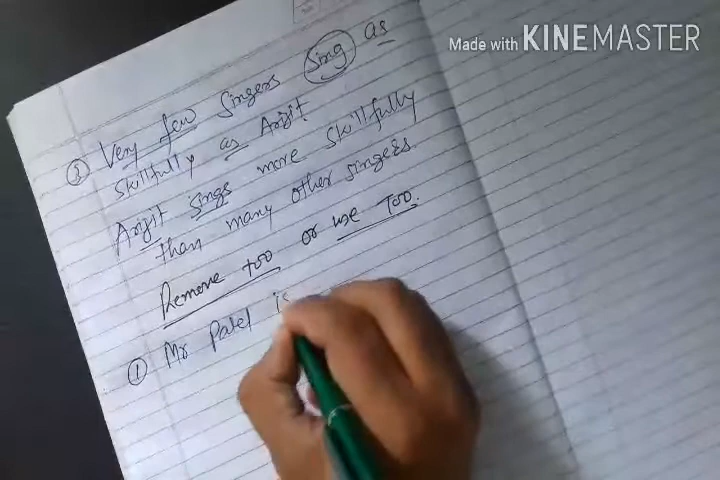 Made with KINEMASTER
③ Very few singers sing as
skillfully as Arijit
Arijit sings more skillfully
than many other singers.
Remove too or use Too.
① Mr Patel is